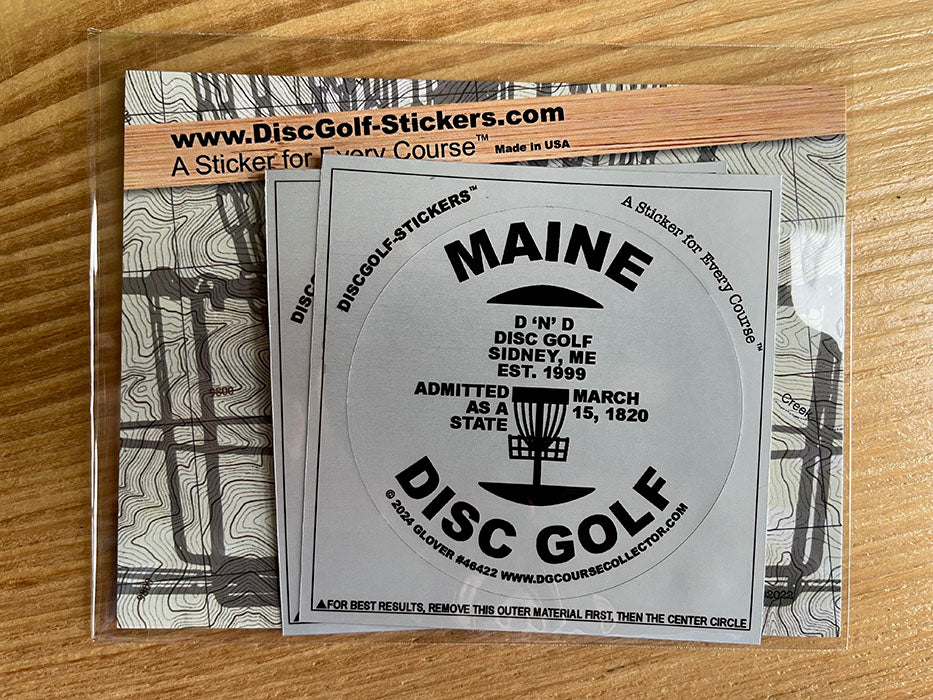 www.DiscGolf-Stickers.com
A Sticker for Every Course™ Made in USA
DISCGOLF-STICKERS™
A Sticker for Every Course™
DISC
MAINE
D 'N' D
DISC GOLF
SIDNEY, ME
EST. 1999
ADMITTED
AS A
STATE
MARCH
15, 1820
DISC GOLF
© 2024 GLOVER #46422 WWW.DGCOURSECOLLECTOR.COM
▲FOR BEST RESULTS, REMOVE THIS OUTER MATERIAL FIRST, THEN THE CENTER CIRCLE
Creek
2022